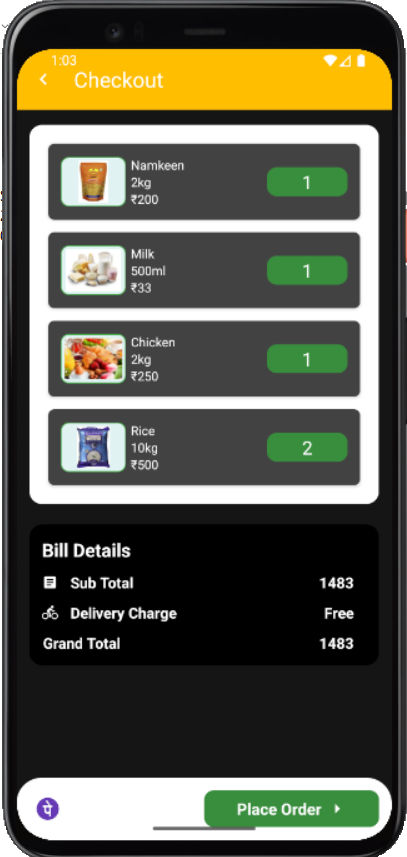 1:03
Checkout
Namkeen
2kg
₹200
1
Milk
500ml
₹33
1
Chicken
2kg
₹250
1
Rice
10kg
₹500
2
Bill Details
Sub Total 1483
Delivery Charge Free
Grand Total 1483
पे
Place Order